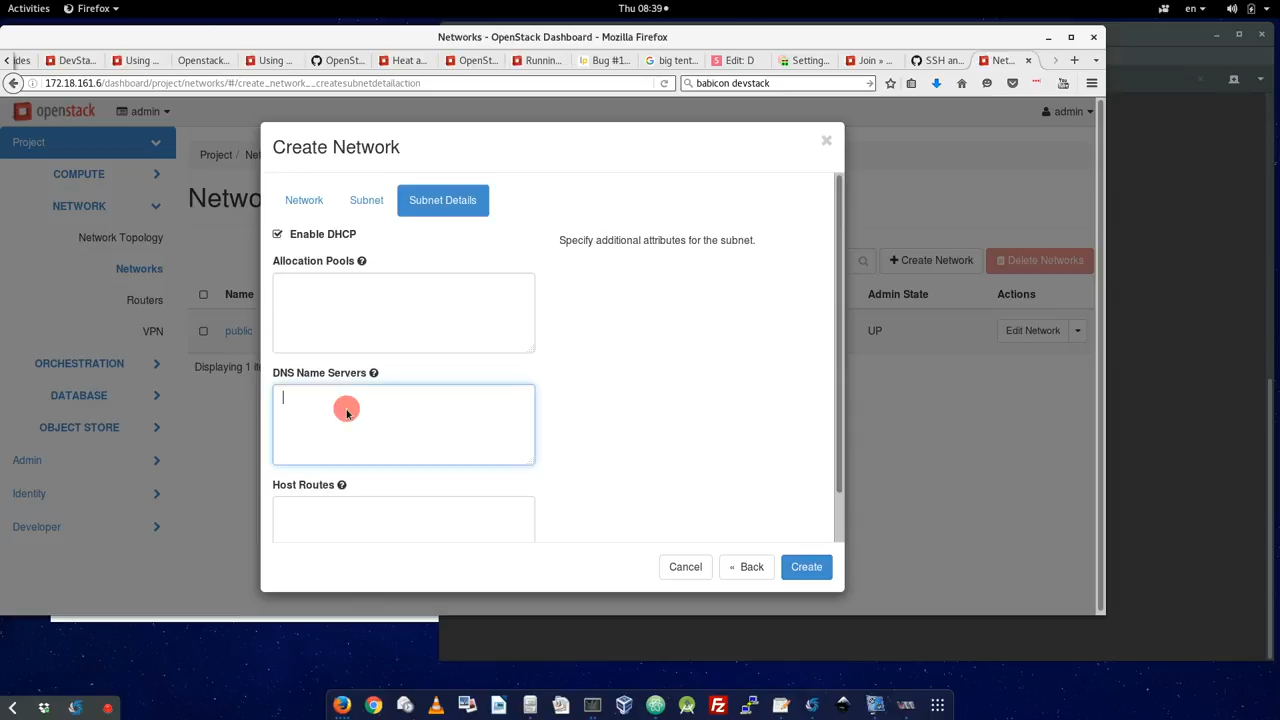 Activities Firefox Thu 08:39 en
Networks - OpenStack Dashboard - Mozilla Firefox
des DevSta... Using ... Openstack... Using ... OpenSt... Heat a... OpenSt... Runnin... Bug #1... big tent... Edit: D Setting... Join » ... SSH an... Net...
172.18.161.6/dashboard/project/networks/#/create_network__createsubnetdetailaction babicon devstack
openstack admin admin
Project
COMPUTE
NETWORK
Network Topology
Networks
Routers
VPN
ORCHESTRATION
DATABASE
OBJECT STORE
Admin
Identity
Developer
Project / Net
Netwo
Create Network Delete Networks
Name Admin State Actions
public UP Edit Network
Displaying 1 ite
Create Network
Network Subnet Subnet Details
Enable DHCP
Specify additional attributes for the subnet.
Allocation Pools
DNS Name Servers
Host Routes
Cancel « Back Create